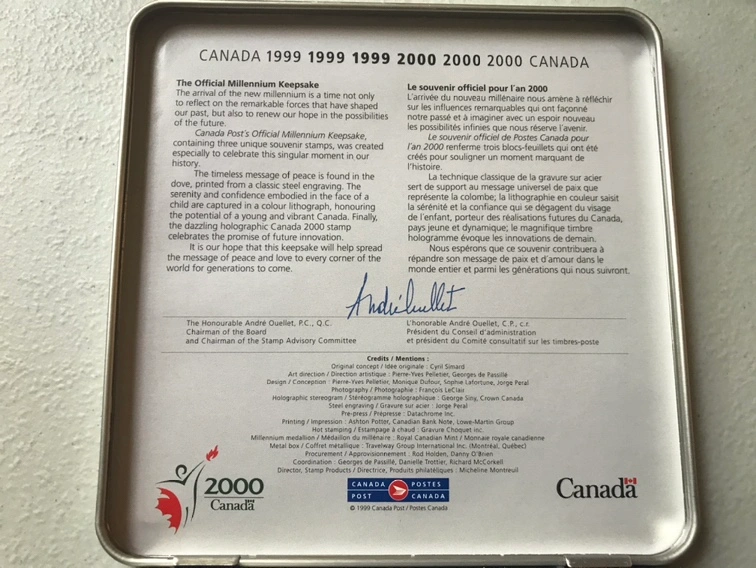 CANADA 1999 1999 1999 2000 2000 2000 CANADA
The Official Millennium Keepsake
The arrival of the new millennium is a time not only
to reflect on the remarkable forces that have shaped
our past, but also to renew our hope in the possibilities
of the future.
Canada Post's Official Millennium Keepsake,
containing three unique souvenir stamps, was created
especially to celebrate this singular moment in our
history.
The timeless message of peace is found in the
dove, printed from a classic steel engraving. The
serenity and confidence embodied in the face of a
child are captured in a colour lithograph, honouring
the potential of a young and vibrant Canada. Finally,
the dazzling holographic Canada 2000 stamp
celebrates the promise of future innovation.
It is our hope that this keepsake will help spread
the message of peace and love to every corner of the
world for generations to come.
Le souvenir officiel pour l'an 2000
L'arrivée du nouveau millénaire nous amène à réfléchir
sur les influences remarquables qui ont façonné
notre passé et à imaginer avec un espoir nouveau
les possibilités infinies que nous réserve l'avenir.
Le souvenir officiel de Postes Canada pour
l'an 2000 renferme trois blocs-feuillets qui ont été
créés pour souligner un moment marquant de
l'histoire.
La technique classique de la gravure sur acier
sert de support au message universel de paix que
représente la colombe; la lithographie en couleur saisit
la sérénité et la confiance qui se dégagent du visage
de l'enfant, porteur des réalisations futures du Canada,
pays jeune et dynamique; le magnifique timbre
hologramme évoque les innovations de demain.
Nous espérons que ce souvenir contribuera à
répandre son message de paix et d'amour dans le
monde entier et parmi les générations qui nous suivront.
André Ouellet
The Honourable André Ouellet, P.C., Q.C.
Chairman of the Board
and Chairman of the Stamp Advisory Committee
L'honorable André Ouellet, C.P., c.r.
Président du Conseil d'administration
et président du Comité consultatif sur les timbres-poste
Credits / Mentions :
Original concept / Idée originale : Cyril Simard
Art direction / Direction artistique : Pierre-Yves Pelletier, Georges de Passillé
Design / Conception : Pierre-Yves Pelletier, Monique Dufour, Sophie Lafortune, Jorge Peral
Photography / Photographie : François LeClair
Holographic stereogram / Stéréogramme holographique : George Siny, Crown Canada
Steel engraving / Gravure sur acier : Jorge Peral
Pre-press / Prépresse : Datachrome Inc.
Printing / Impression : Ashton Potter, Canadian Bank Note, Lowe-Martin Group
Hot stamping / Estampage à chaud : Gravure Choquet inc.
Millennium medallion / Médaillon du millénaire : Royal Canadian Mint / Monnaie royale canadienne
Metal box / Coffret métallique : Travelway Group International Inc. (Montréal, Québec)
Procurement / Approvisionnement : Rod Holden, Danny O'Brien
Coordination : Georges de Passillé, Danielle Trottier, Richard McCorkell
Director, Stamp Products / Directrice, Produits philatéliques : Micheline Montreuil
2000
Canada
CANADA POST
POSTES CANADA
© 1999 Canada Post / Postes Canada
Canada